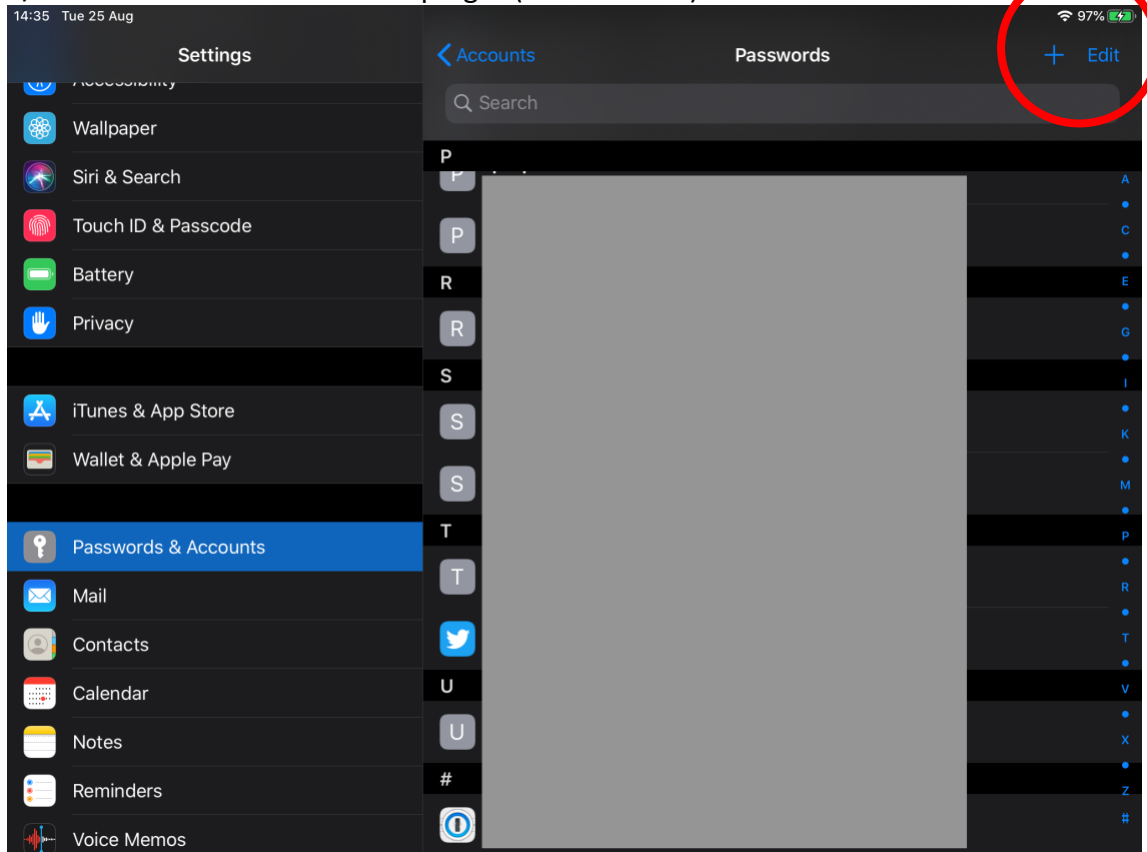 14:35 Tue 25 Aug
97%
Settings
Accessibility
Wallpaper
Siri & Search
Touch ID & Passcode
Battery
Privacy
iTunes & App Store
Wallet & Apple Pay
Passwords & Accounts
Mail
Contacts
Calendar
Notes
Reminders
Voice Memos
Accounts
Passwords
+ Edit
Search
P
P
P
R
R
S
S
S
T
T
U
U
#
A
C
E
G
I
K
M
P
R
T
V
X
Z
#